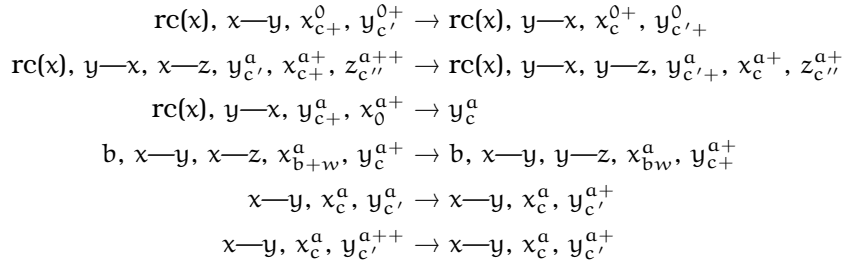 rc(x), x—y, x^0_{c+}, y^{0+}_{c'} → rc(x), y—x, x^{0+}_c, y^0_{c'+}
rc(x), y—x, x—z, y^a_{c'}, x^{a+}_{c+}, z^{a++}_{c''} → rc(x), y—x, y—z, y^a_{c'+}, x^{a+}_c, z^{a+}_{c''}
rc(x), y—x, y^a_{c+}, x^{a+}_0 → y^a_c
b, x—y, x—z, x^a_{b+w}, y^{a+}_c → b, x—y, y—z, x^a_{bw}, y^{a+}_{c+}
x—y, x^a_c, y^a_{c'} → x—y, x^a_c, y^{a+}_{c'}
x—y, x^a_c, y^{a++}_{c'} → x—y, x^a_c, y^{a+}_{c'}